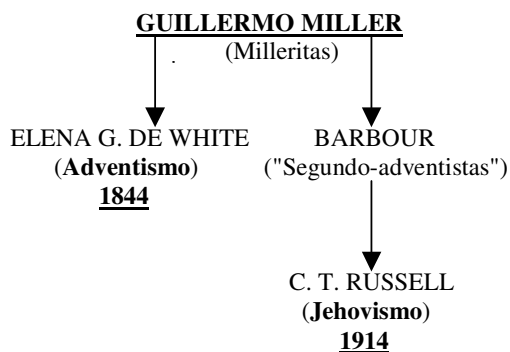 GUILLERMO MILLER
(Milleritas)
ELENA G. DE WHITE
(Adventismo)
1844
BARBOUR
("Segundo-adventistas")
C. T. RUSSELL
(Jehovismo)
1914